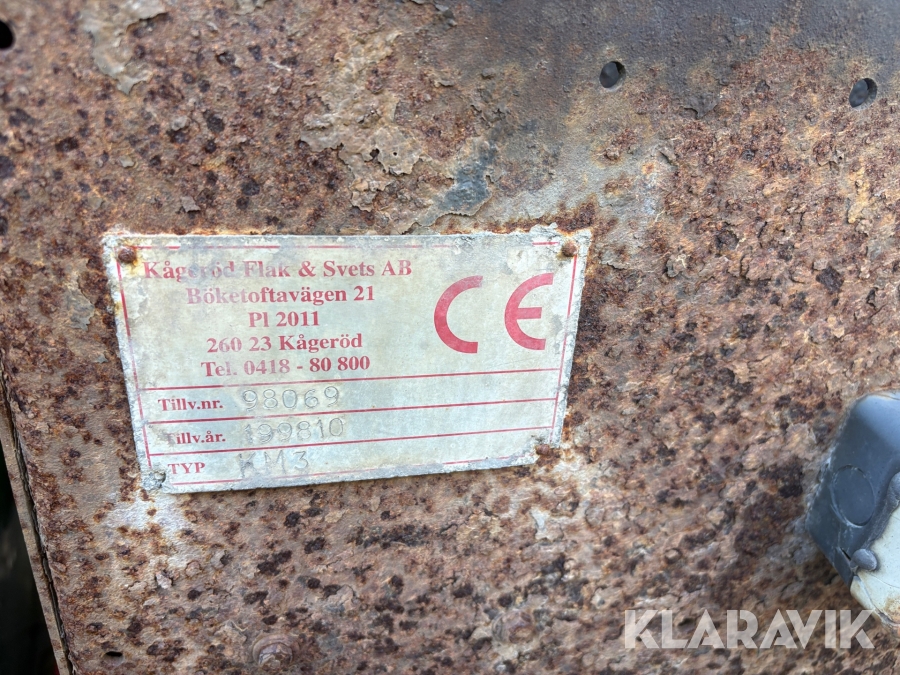 Kågeröd Flak & Svets AB
Böketoftavägen 21
Pl 2011
260 23 Kågeröd
Tel. 0418 - 80 800
CE
Tillv.nr. 98069
Tillv.år. 199810
TYP KM3
KLARAVIK